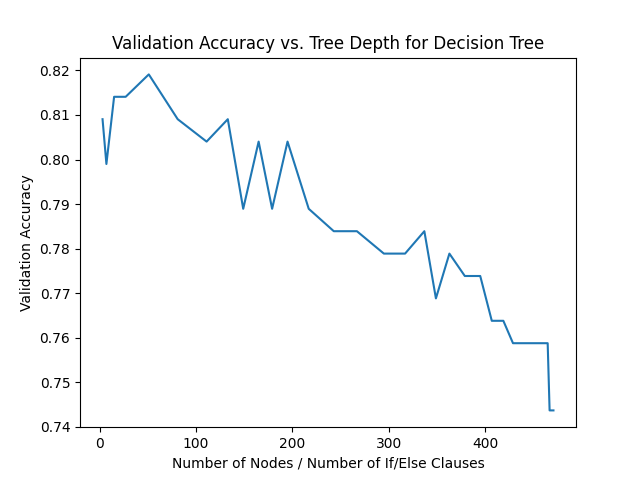 Validation Accuracy vs. Tree Depth for Decision Tree
0.82
0.81
0.80
0.79
0.78
0.77
0.76
0.75
0.74
Validation Accuracy
0 100 200 300 400
Number of Nodes / Number of If/Else Clauses